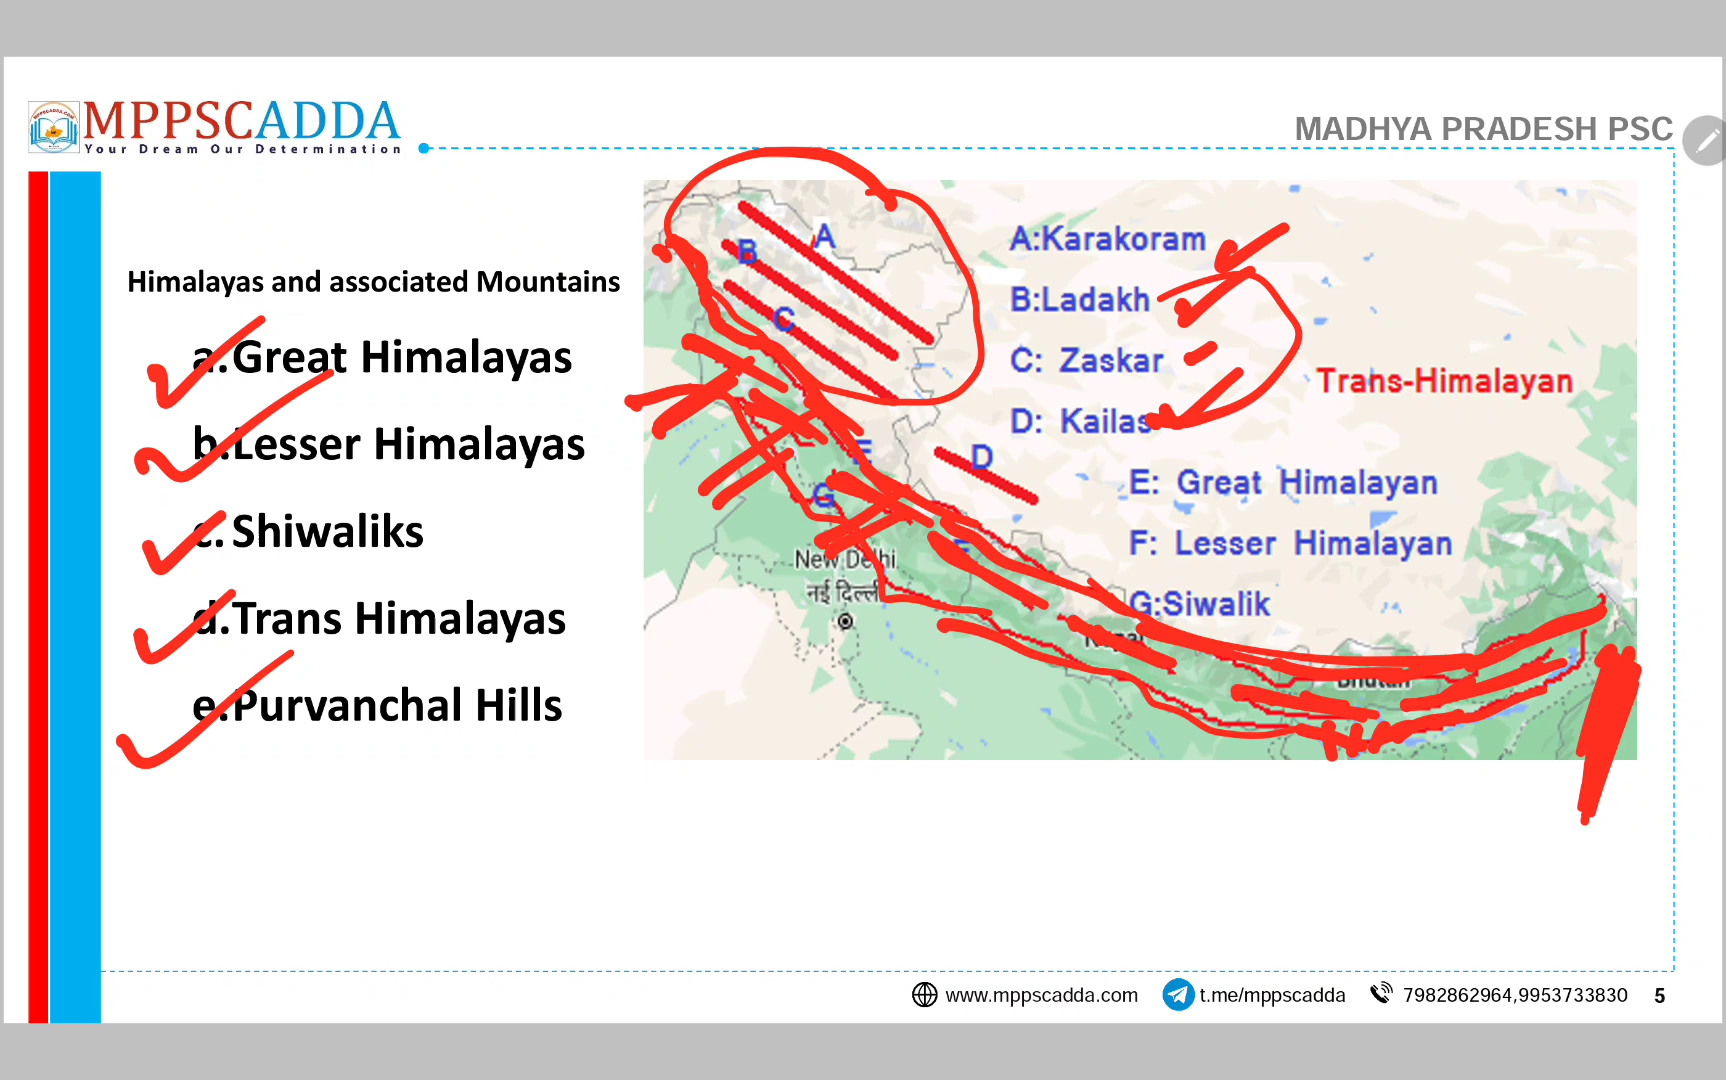 MPPSCADDA
Your Dream Our Determination
MADHYA PRADESH PSC
Himalayas and associated Mountains
a. Great Himalayas
b. Lesser Himalayas
c. Shiwaliks
d. Trans Himalayas
e. Purvanchal Hills
A
B
C
D
E
G
A:Karakoram
B:Ladakh
C: Zaskar
D: Kailas
Trans-Himalayan
E: Great Himalayan
F: Lesser Himalayan
G:Siwalik
New Delhi
नई दिल्ली
Nepal
Bhutan
www.mppscadda.com
t.me/mppscadda
7982862964,9953733830
5